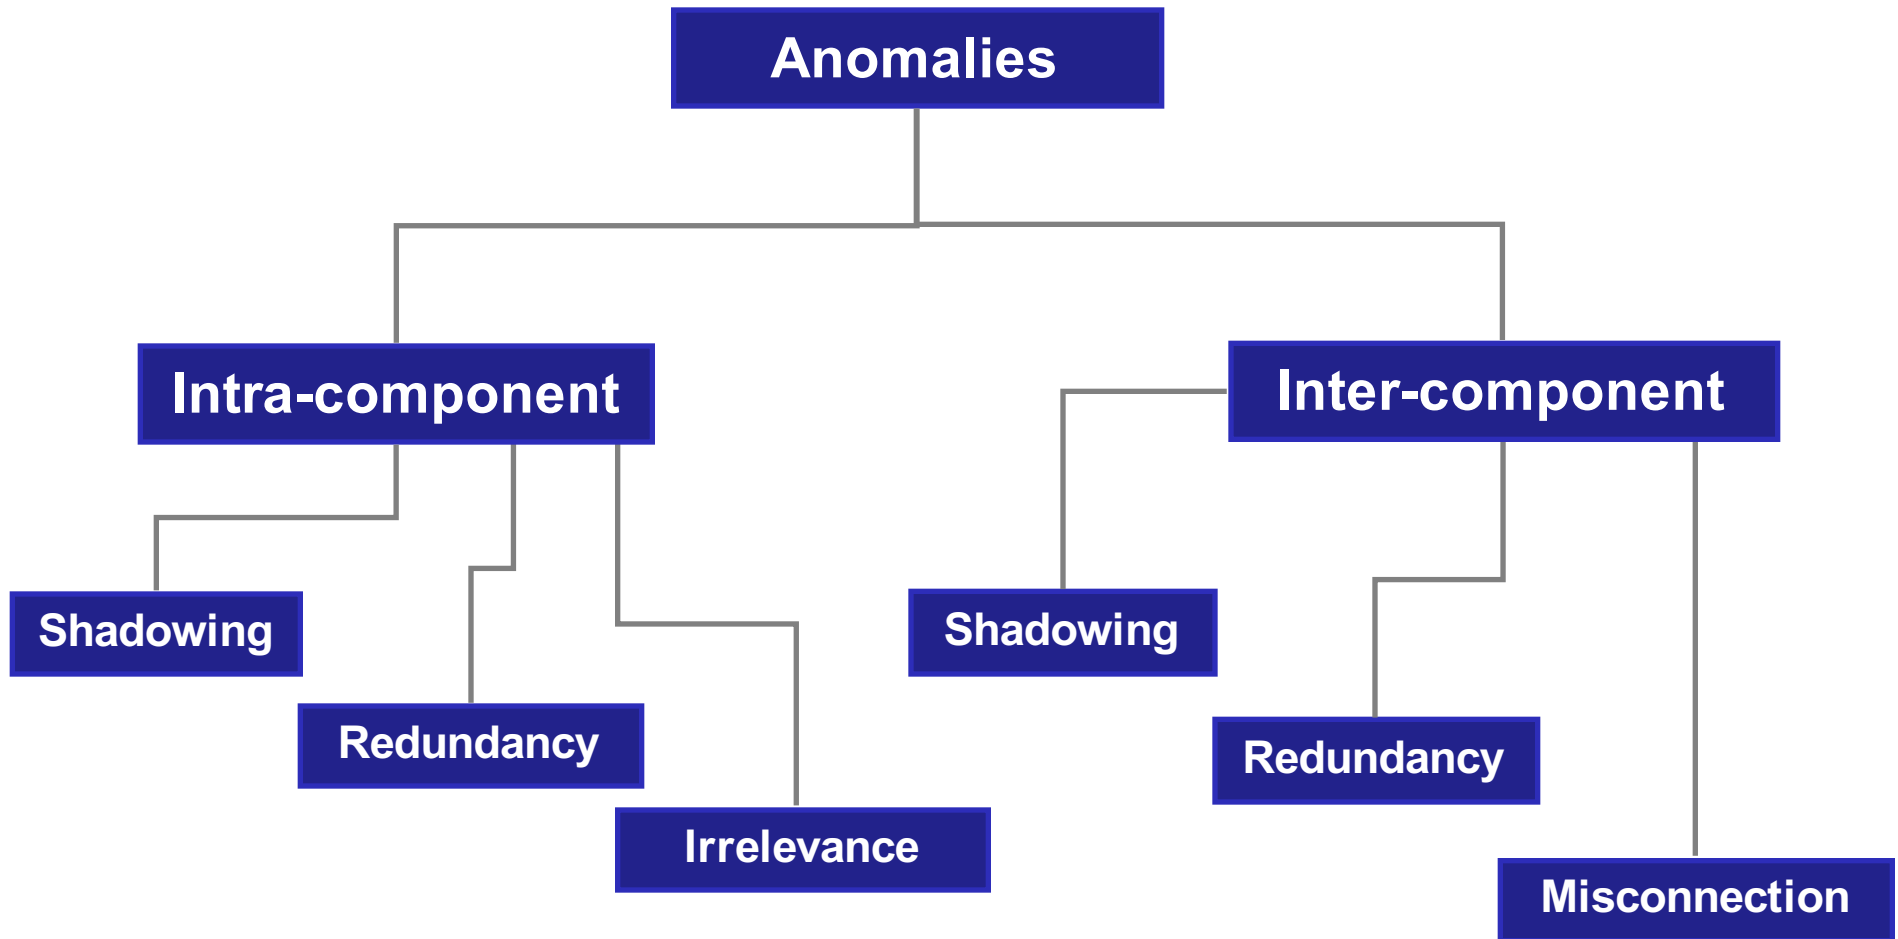 Anomalies
Intra-component
Inter-component
Shadowing
Shadowing
Redundancy
Redundancy
Irrelevance
Misconnection